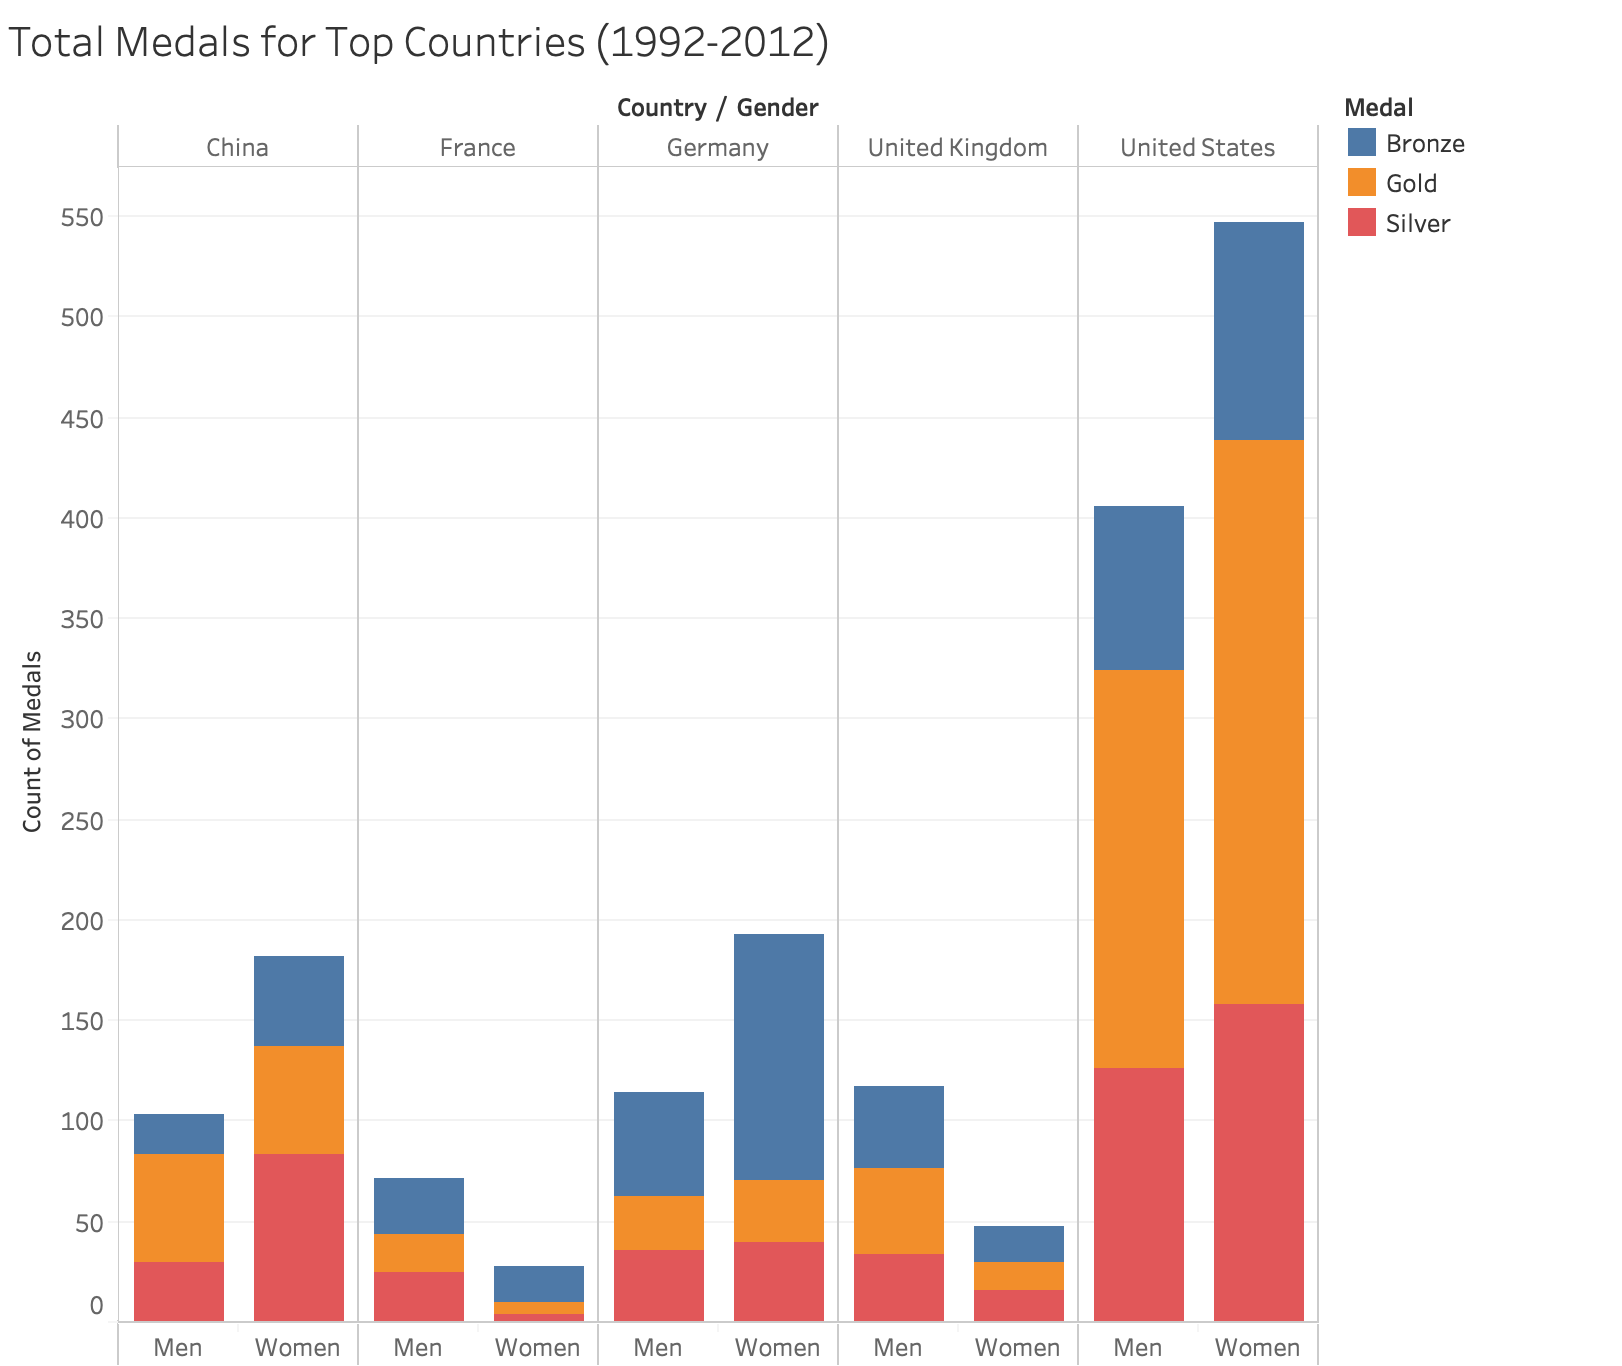 Total Medals for Top Countries (1992-2012)
Country / Gender
Medal
China France Germany United Kingdom United States
Bronze
Gold
Silver
550
500
450
400
350
300
250
200
150
100
50
0
Count of Medals
Men Women Men Women Men Women Men Women Men Women